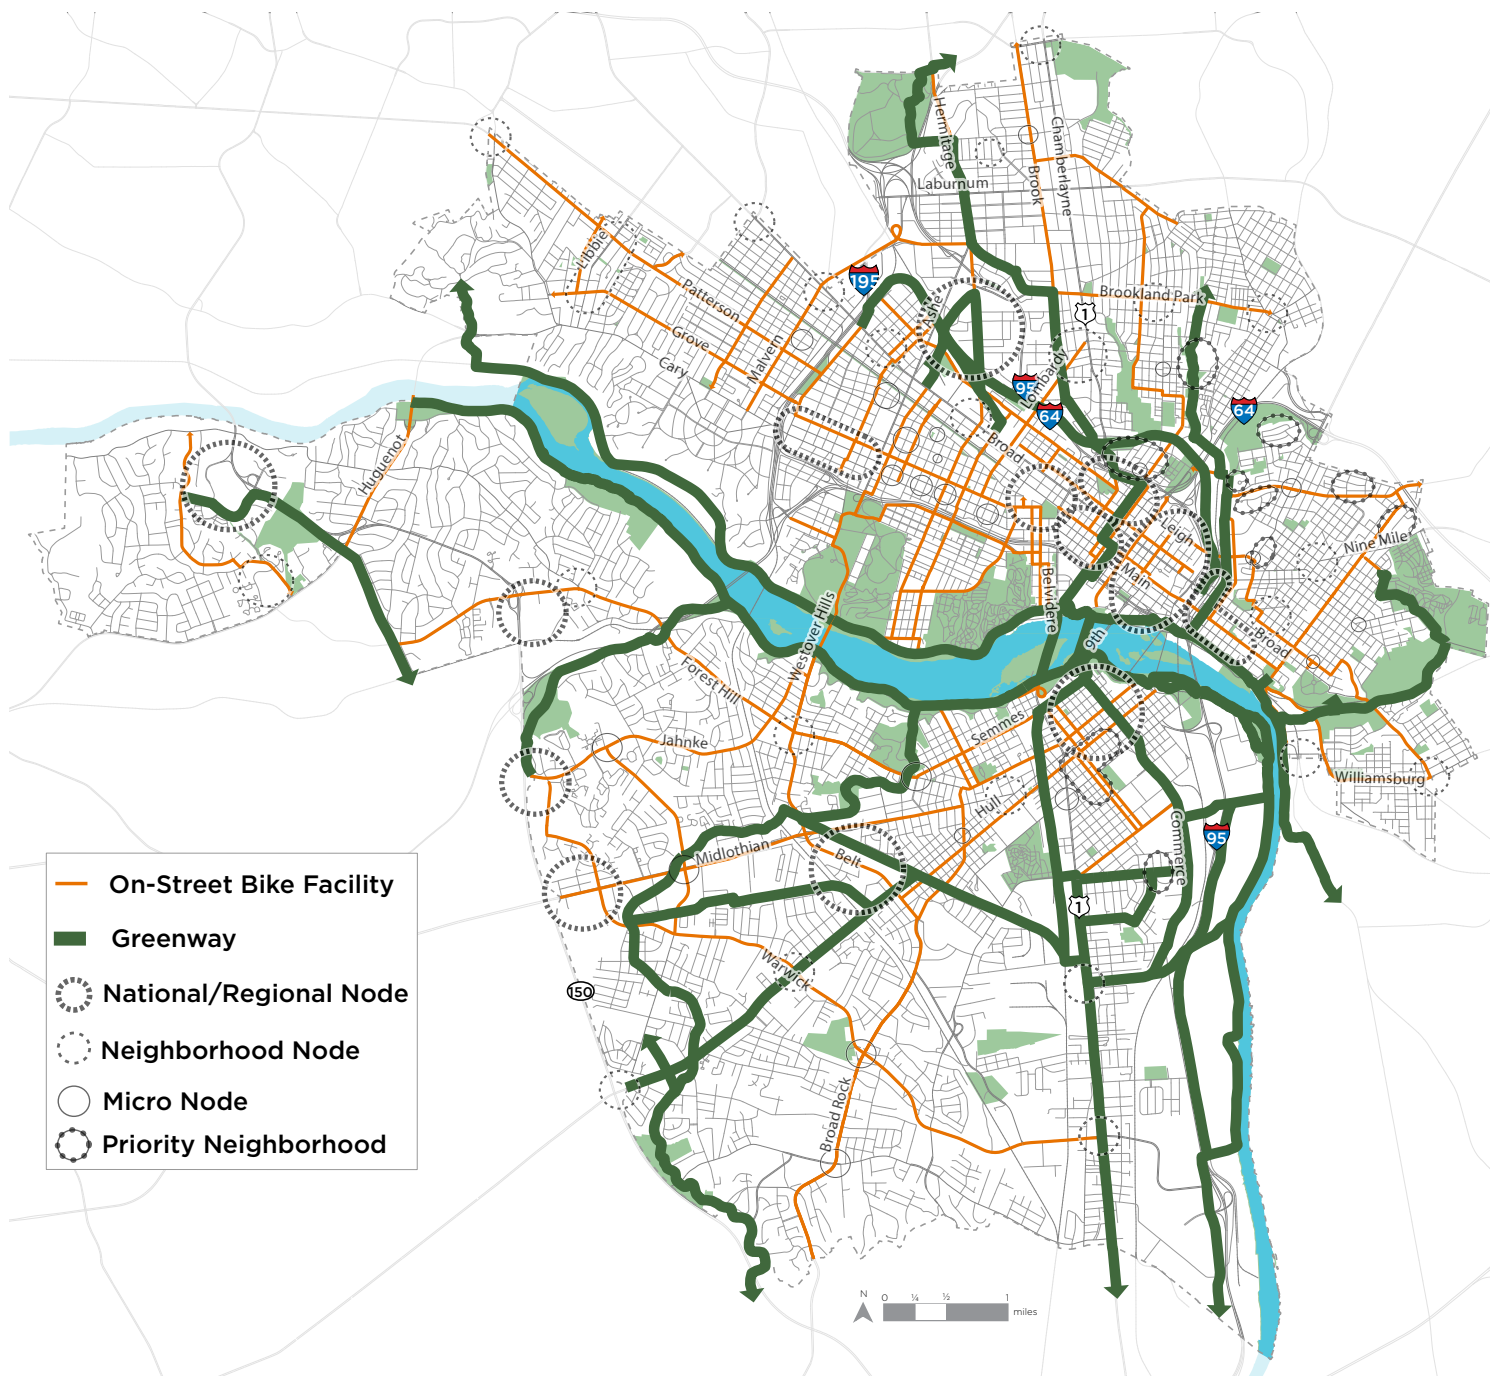 Hermitage
Chamberlayne
Laburnum
Brook
Libbie
195
Patterson
Ashe
Brookland Park
1
Grove
Malvern
Cary
Lombardy
95
64
64
Huguenot
Broad
Leigh
Nine Mile
Main
Belvidere
Westover Hills
9th
Broad
Forest Hill
Semmes
Jahnke
Williamsburg
Hull
Commerce
95
Midlothian
Belt
1
Warwick
150
Broad Rock
On-Street Bike Facility
Greenway
National/Regional Node
Neighborhood Node
Micro Node
Priority Neighborhood
N
0 ¼ ½ 1
miles